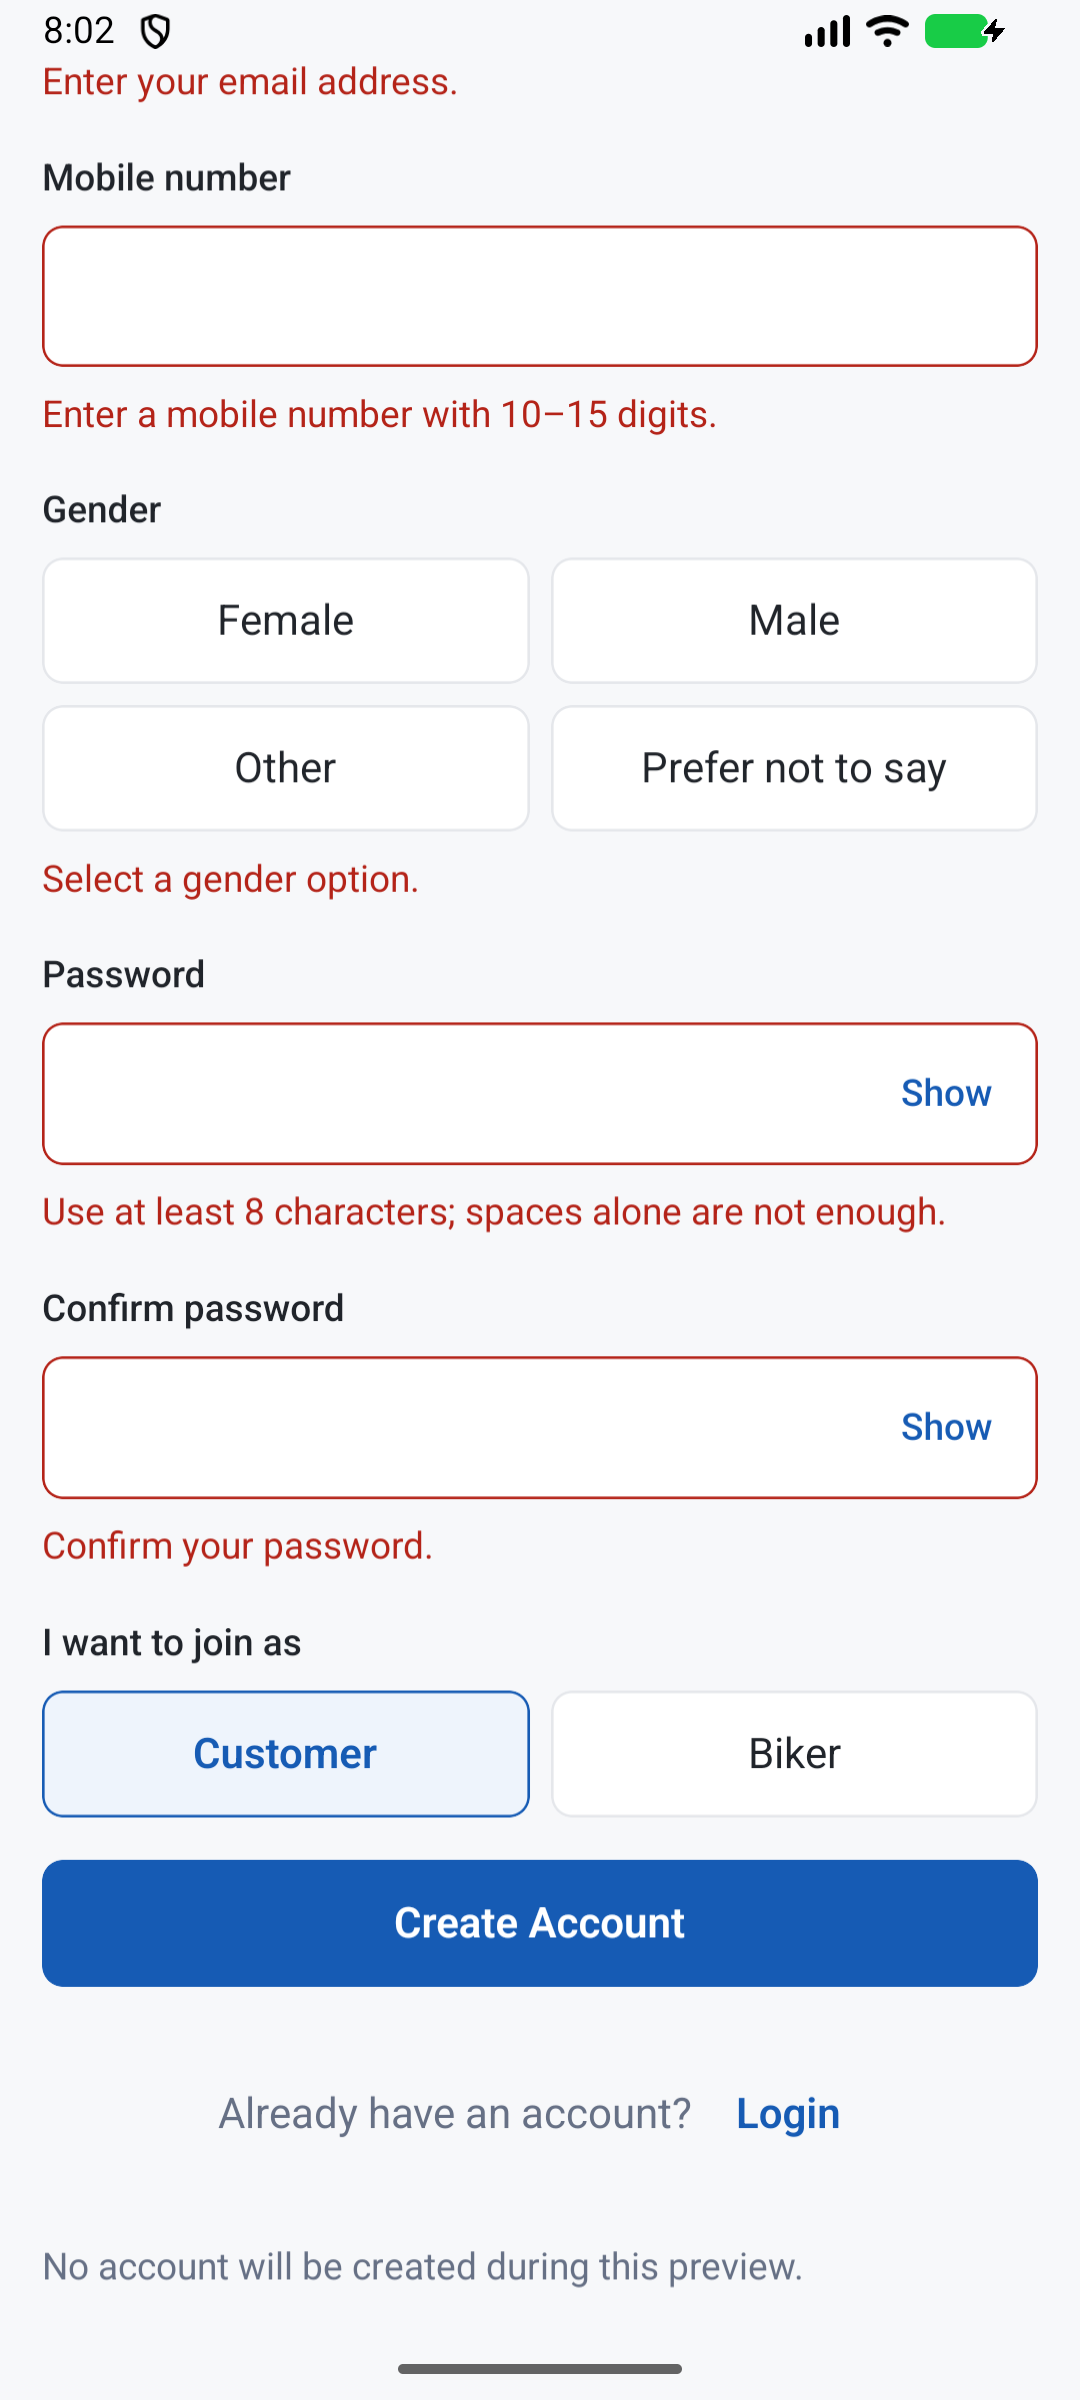 8:02
Enter your email address.
Mobile number
Enter a mobile number with 10–15 digits.
Gender
Female
Male
Other
Prefer not to say
Select a gender option.
Password
Show
Use at least 8 characters; spaces alone are not enough.
Confirm password
Show
Confirm your password.
I want to join as
Customer
Biker
Create Account
Already have an account? Login
No account will be created during this preview.